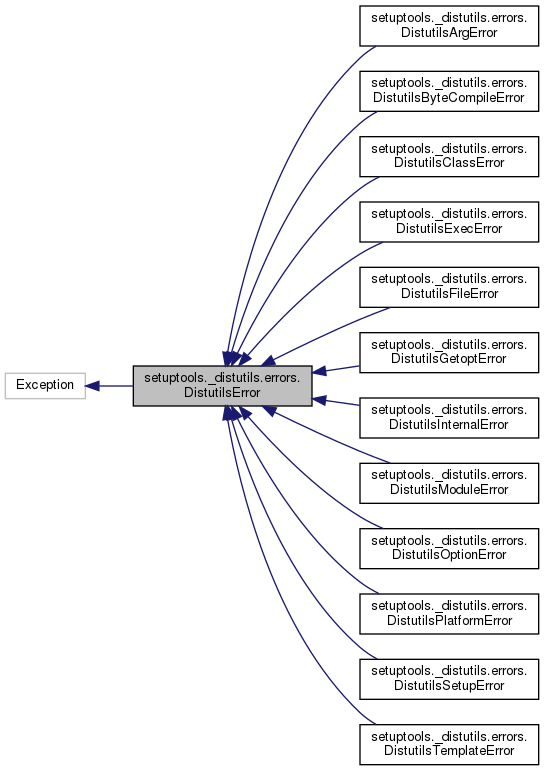 setuptools._distutils.errors.
DistutilsArgError
setuptools._distutils.errors.
DistutilsByteCompileError
setuptools._distutils.errors.
DistutilsClassError
setuptools._distutils.errors.
DistutilsExecError
setuptools._distutils.errors.
DistutilsFileError
setuptools._distutils.errors.
DistutilsGetoptError
Exception
setuptools._distutils.errors.
DistutilsError
setuptools._distutils.errors.
DistutilsInternalError
setuptools._distutils.errors.
DistutilsModuleError
setuptools._distutils.errors.
DistutilsOptionError
setuptools._distutils.errors.
DistutilsPlatformError
setuptools._distutils.errors.
DistutilsSetupError
setuptools._distutils.errors.
DistutilsTemplateError